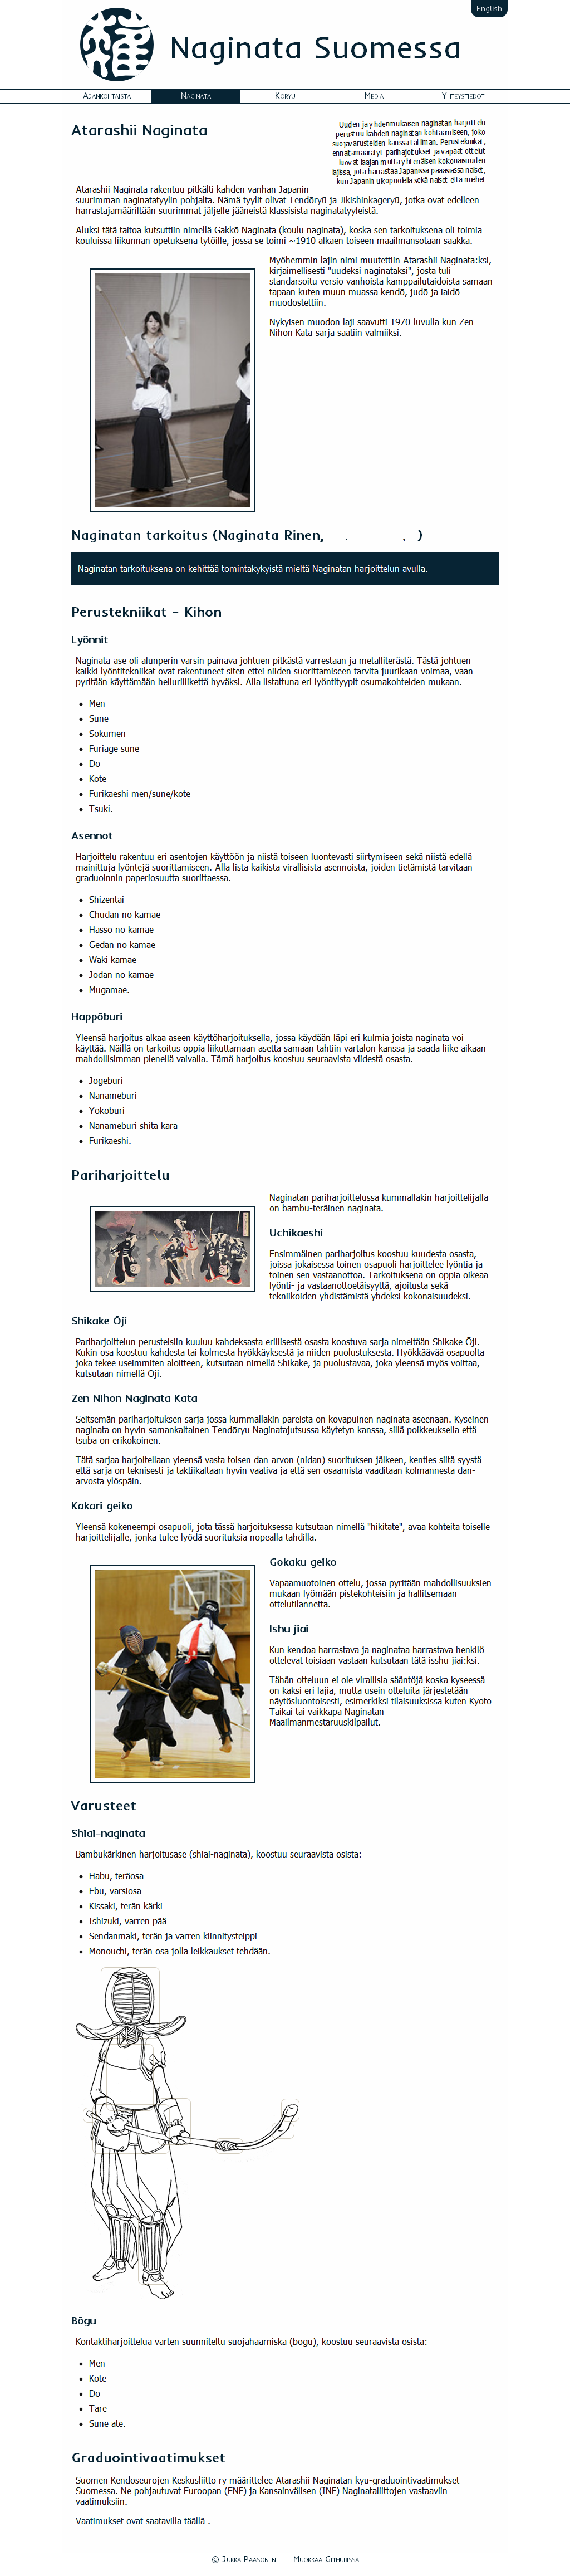 English
Naginata Suomessa
Ajankohtaista Naginata Koryu Media Yhteystiedot
Atarashii Naginata
Uuden ja yhdenmukaisen naginatan harjoittelu
perustuu kahden naginatan kohtaamiseen, joko
suojavarusteiden kanssa tai ilman. Perustekniikat,
ennaltamäärätyt pariharjoitukset ja vapaat ottelut
luovat laajan mutta yhtenäisen kokonaisuuden
lajissa, jota harrastaa Japanissa pääasiassa naiset,
kun Japanin ulkopuolella sekä naiset että miehet
Atarashii Naginata rakentuu pitkälti kahden vanhan Japanin
suurimman naginatatyylin pohjalta. Nämä tyylit olivat Tendōryū ja Jikishinkageryū, jotka ovat edelleen
harrastajamääriltään suurimmat jäljelle jääneistä klassisista naginatatyyleistä.
Aluksi tätä taitoa kutsuttiin nimellä Gakkō Naginata (koulu naginata), koska sen tarkoituksena oli toimia
kouluissa liikunnan opetuksena tytöille, jossa se toimi ~1910 alkaen toiseen maailmansotaan saakka.
Myöhemmin lajin nimi muutettiin Atarashii Naginata:ksi,
kirjaimellisesti "uudeksi naginataksi", josta tuli
standarsoitu versio vanhoista kamppailutaidoista samaan
tapaan kuten muun muassa kendō, judō ja iaidō
muodostettiin.
Nykyisen muodon laji saavutti 1970-luvulla kun Zen
Nihon Kata-sarja saatiin valmiiksi.
Naginatan tarkoitus (Naginata Rinen, )
Naginatan tarkoituksena on kehittää tomintakykyistä mieltä Naginatan harjoittelun avulla.
Perustekniikat - Kihon
Lyönnit
Naginata-ase oli alunperin varsin painava johtuen pitkästä varrestaan ja metalliterästä. Tästä johtuen
kaikki lyöntitekniikat ovat rakentuneet siten ettei niiden suorittamiseen tarvita juurikaan voimaa, vaan
pyritään käyttämään heiluriliikettä hyväksi. Alla listattuna eri lyöntityypit osumakohteiden mukaan.
Men
Sune
Sokumen
Furiage sune
Dō
Kote
Furikaeshi men/sune/kote
Tsuki.
Asennot
Harjoittelu rakentuu eri asentojen käyttöön ja niistä toiseen luontevasti siirtymiseen sekä niistä edellä
mainittuja lyöntejä suorittamiseen. Alla lista kaikista virallisista asennoista, joiden tietämistä tarvitaan
graduoinnin paperiosuutta suorittaessa.
Shizentai
Chudan no kamae
Hassō no kamae
Gedan no kamae
Waki kamae
Jōdan no kamae
Mugamae.
Happōburi
Yleensä harjoitus alkaa aseen käyttöharjoituksella, jossa käydään läpi eri kulmia joista naginata voi
käyttää. Näillä on tarkoitus oppia liikuttamaan asetta samaan tahtiin vartalon kanssa ja saada liike aikaan
mahdollisimman pienellä vaivalla. Tämä harjoitus koostuu seuraavista viidestä osasta.
Jōgeburi
Nanameburi
Yokoburi
Nanameburi shita kara
Furikaeshi.
Pariharjoittelu
Naginatan pariharjoittelussa kummallakin harjoittelijalla
on bambu-teräinen naginata.
Uchikaeshi
Ensimmäinen pariharjoitus koostuu kuudesta osasta,
joissa jokaisessa toinen osapuoli harjoittelee lyöntia ja
toinen sen vastaanottoa. Tarkoituksena on oppia oikeaa
lyönti- ja vastaanottoetäisyyttä, ajoitusta sekä
tekniikoiden yhdistämistä yhdeksi kokonaisuudeksi.
Shikake Ōji
Pariharjoittelun perusteisiin kuuluu kahdeksasta erillisestä osasta koostuva sarja nimeltään Shikake Ōji.
Kukin osa koostuu kahdesta tai kolmesta hyökkäyksestä ja niiden puolustuksesta. Hyökkäävää osapuolta
joka tekee useimmiten aloitteen, kutsutaan nimellä Shikake, ja puolustavaa, joka yleensä myös voittaa,
kutsutaan nimellä Oji.
Zen Nihon Naginata Kata
Seitsemän pariharjoituksen sarja jossa kummallakin pareista on kovapuinen naginata aseenaan. Kyseinen
naginata on hyvin samankaltainen Tendōryu Naginatajutsussa käytetyn kanssa, sillä poikkeuksella että
tsuba on erikokoinen.
Tätä sarjaa harjoitellaan yleensä vasta toisen dan-arvon (nidan) suorituksen jälkeen, kenties siitä syystä
että sarja on teknisesti ja taktiikaltaan hyvin vaativa ja että sen osaamista vaaditaan kolmannesta dan-
arvosta ylöspäin.
Kakari geiko
Yleensä kokeneempi osapuoli, jota tässä harjoituksessa kutsutaan nimellä "hikitate", avaa kohteita toiselle
harjoittelijalle, jonka tulee lyödä suorituksia nopealla tahdilla.
Gokaku geiko
Vapaamuotoinen ottelu, jossa pyritään mahdollisuuksien
mukaan lyömään pistekohteisiin ja hallitsemaan
ottelutilannetta.
Ishu jiai
Kun kendoa harrastava ja naginataa harrastava henkilö
ottelevat toisiaan vastaan kutsutaan tätä isshu jiai:ksi.
Tähän otteluun ei ole virallisia sääntöjä koska kyseessä
on kaksi eri lajia, mutta usein otteluita järjestetään
näytösluontoisesti, esimerkiksi tilaisuuksissa kuten Kyoto
Taikai tai vaikkapa Naginatan
Maailmanmestaruuskilpailut.
Varusteet
Shiai-naginata
Bambukärkinen harjoitusase (shiai-naginata), koostuu seuraavista osista:
Habu, teräosa
Ebu, varsiosa
Kissaki, terän kärki
Ishizuki, varren pää
Sendanmaki, terän ja varren kiinnitysteippi
Monouchi, terän osa jolla leikkaukset tehdään.
Bōgu
Kontaktiharjoittelua varten suunniteltu suojahaarniska (bōgu), koostuu seuraavista osista:
Men
Kote
Dō
Tare
Sune ate.
Graduointivaatimukset
Suomen Kendoseurojen Keskusliitto ry määrittelee Atarashii Naginatan kyu-graduointivaatimukset
Suomessa. Ne pohjautuvat Euroopan (ENF) ja Kansainvälisen (INF) Naginataliittojen vastaaviin
vaatimuksiin.
Vaatimukset ovat saatavilla täällä .
© Jukka Paasonen Muokkaa Githubissa